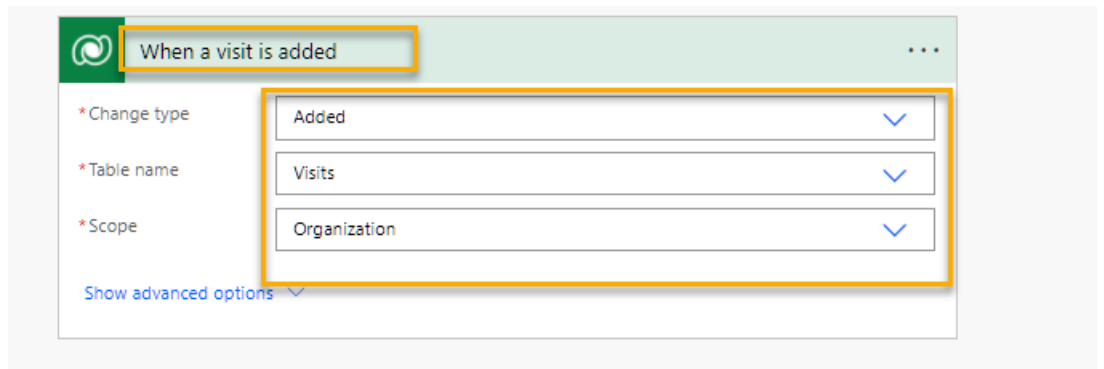 When a visit is added
...
* Change type
Added
* Table name
Visits
* Scope
Organization
Show advanced options